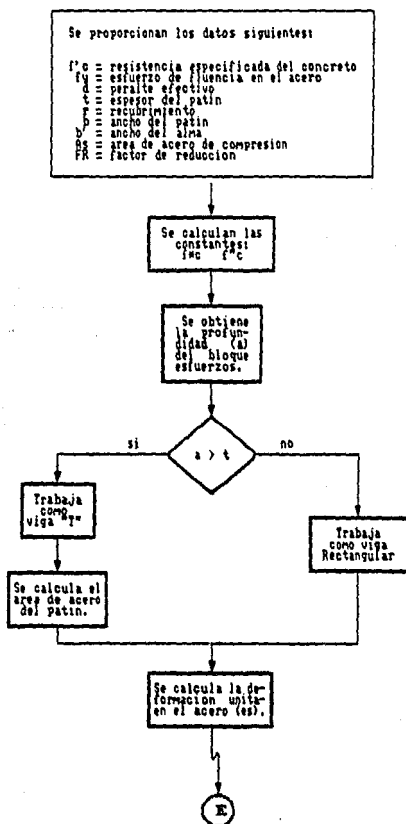 Se proporcionan los datos siguientes:
f'c = resistencia especificada del concreto
fy = esfuerzo de fluencia en el acero
d = peralte efectivo
t = espesor del patin
r = recubrimiento
b = ancho del patin
b' = ancho del alma
As = area de acero de compresion
FR = factor de reduccion
Se calculan las
constantes:
f*c f"c
Se obtiene
la profun-
didad (a)
del bloque
esfuerzos.
si
a > t
no
Trabaja
como
viga "T"
Trabaja
como viga
Rectangular
Se calcula el
area de acero
del patin.
Se calcula la de-
formacion unita-
en el acero (es).
E